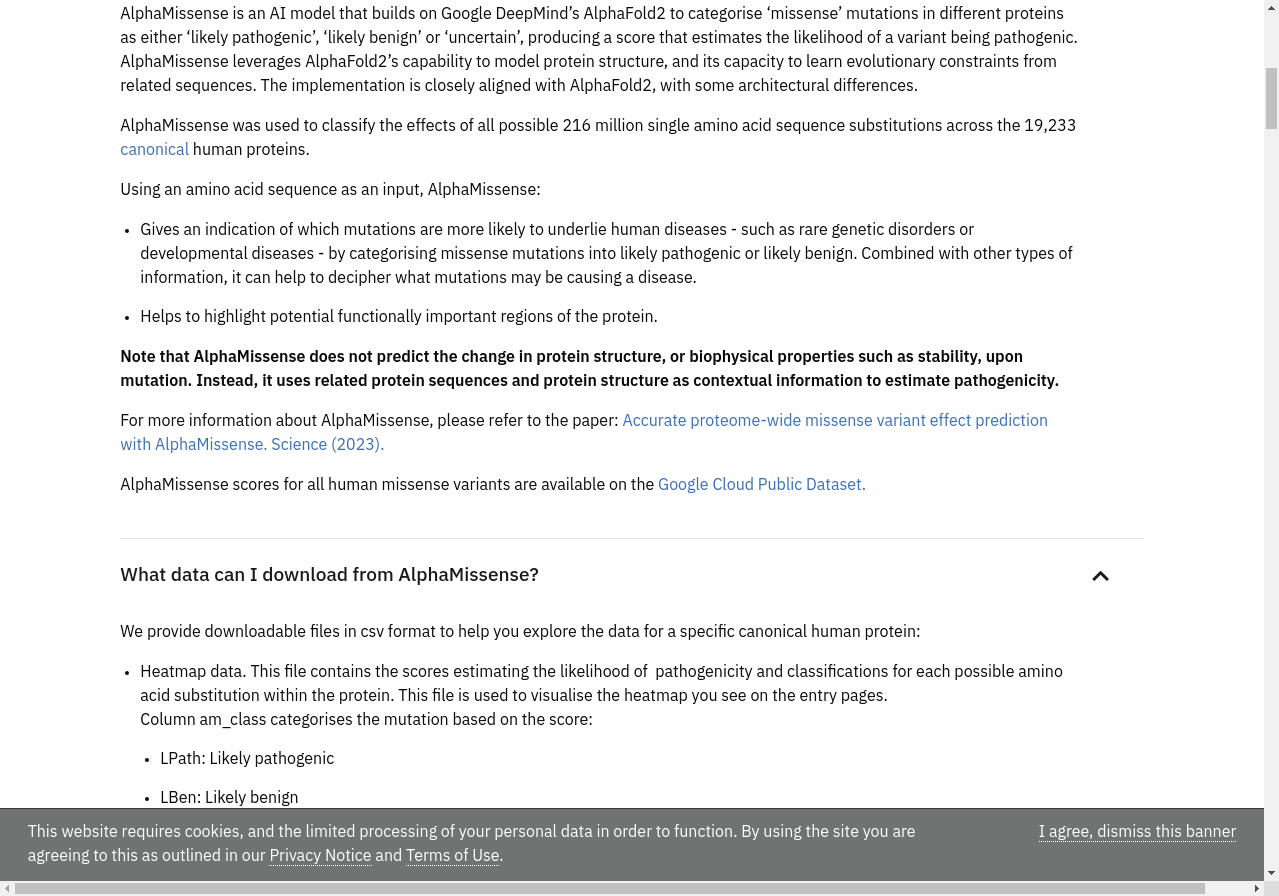 AlphaMissense is an AI model that builds on Google DeepMind’s AlphaFold2 to categorise ‘missense’ mutations in different proteins
as either ‘likely pathogenic’, ‘likely benign’ or ‘uncertain’, producing a score that estimates the likelihood of a variant being pathogenic.
AlphaMissense leverages AlphaFold2’s capability to model protein structure, and its capacity to learn evolutionary constraints from
related sequences. The implementation is closely aligned with AlphaFold2, with some architectural differences.
AlphaMissense was used to classify the effects of all possible 216 million single amino acid sequence substitutions across the 19,233
canonical human proteins.
Using an amino acid sequence as an input, AlphaMissense:
• Gives an indication of which mutations are more likely to underlie human diseases - such as rare genetic disorders or
developmental diseases - by categorising missense mutations into likely pathogenic or likely benign. Combined with other types of
information, it can help to decipher what mutations may be causing a disease.
• Helps to highlight potential functionally important regions of the protein.
Note that AlphaMissense does not predict the change in protein structure, or biophysical properties such as stability, upon
mutation. Instead, it uses related protein sequences and protein structure as contextual information to estimate pathogenicity.
For more information about AlphaMissense, please refer to the paper: Accurate proteome-wide missense variant effect prediction
with AlphaMissense. Science (2023).
AlphaMissense scores for all human missense variants are available on the Google Cloud Public Dataset.
What data can I download from AlphaMissense?
We provide downloadable files in csv format to help you explore the data for a specific canonical human protein:
• Heatmap data. This file contains the scores estimating the likelihood of  pathogenicity and classifications for each possible amino
acid substitution within the protein. This file is used to visualise the heatmap you see on the entry pages.
Column am_class categorises the mutation based on the score:
• LPath: Likely pathogenic
• LBen: Likely benign
This website requires cookies, and the limited processing of your personal data in order to function. By using the site you are
agreeing to this as outlined in our Privacy Notice and Terms of Use.
I agree, dismiss this banner